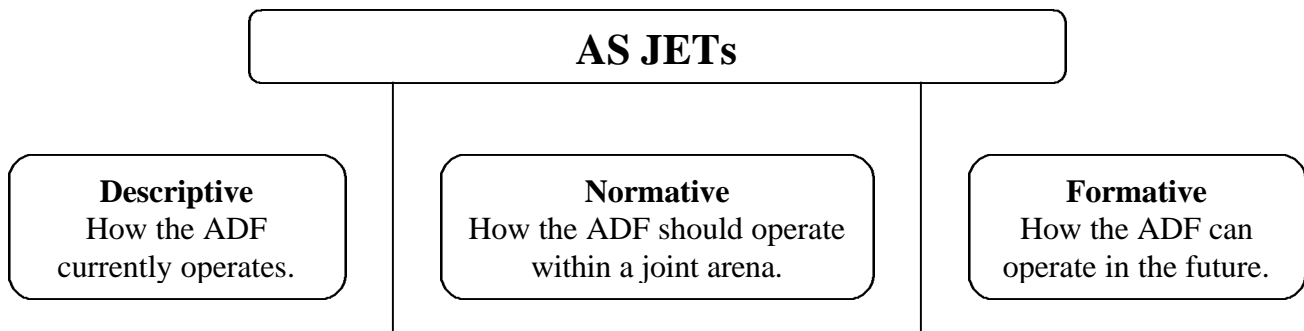 AS JETs
Descriptive
How the ADF
currently operates.
Normative
How the ADF should operate
within a joint arena.
Formative
How the ADF can
operate in the future.